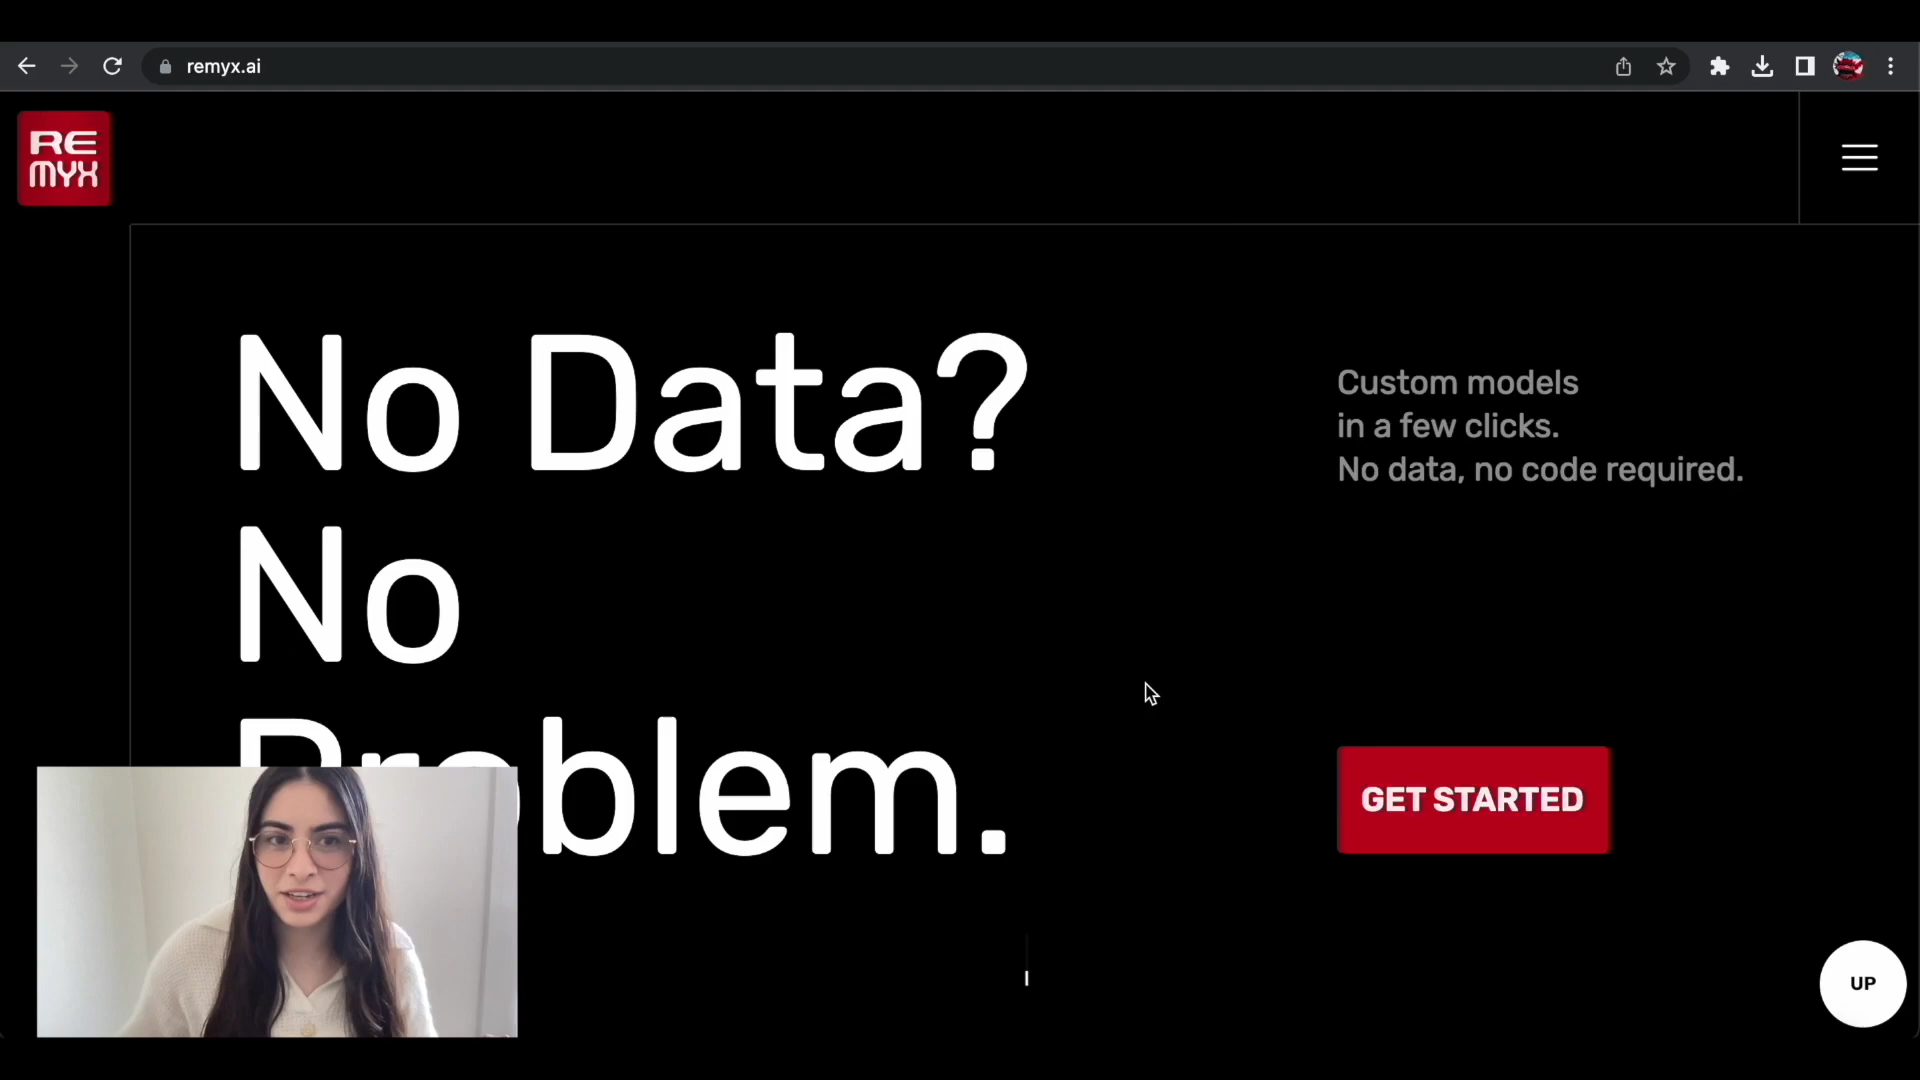 remyx.ai
RE
MYX
No Data?
No
Problem.
Custom models
in a few clicks.
No data, no code required.
GET STARTED
UP